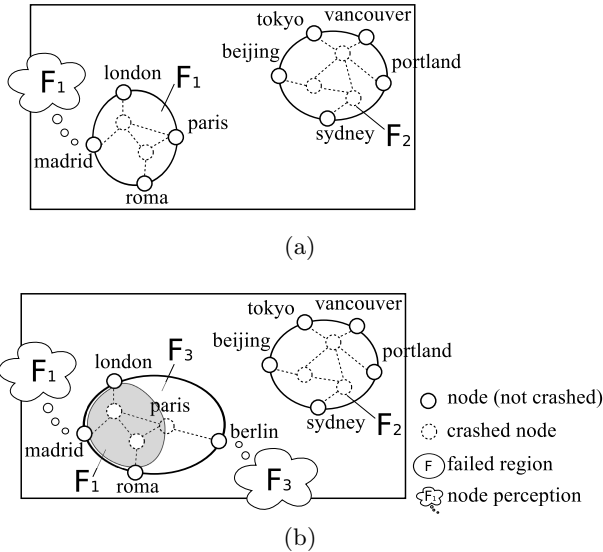 tokyo vancouver
beijing
portland
F1
london
F1
paris
madrid
sydney
F2
roma
(a)
tokyo vancouver
beijing
F3
portland
F1
london
paris
node (not crashed)
berlin
sydney
F2
crashed node
madrid
F failed region
F1
roma
F3
F1 node perception
(b)